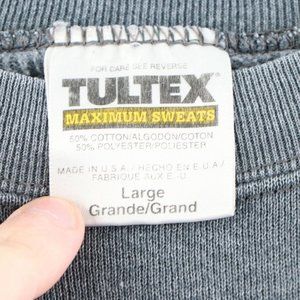 FOR CARE SEE REVERSE
TULTEX®
MAXIMUM SWEATS
50% COTTON/ALGODON/COTON
50% POLYESTER/POLIESTER
MADE IN U.S.A./HECHO EN E.U.A/
FABRIQUE AUX E.-U.
Large
Grande/Grand